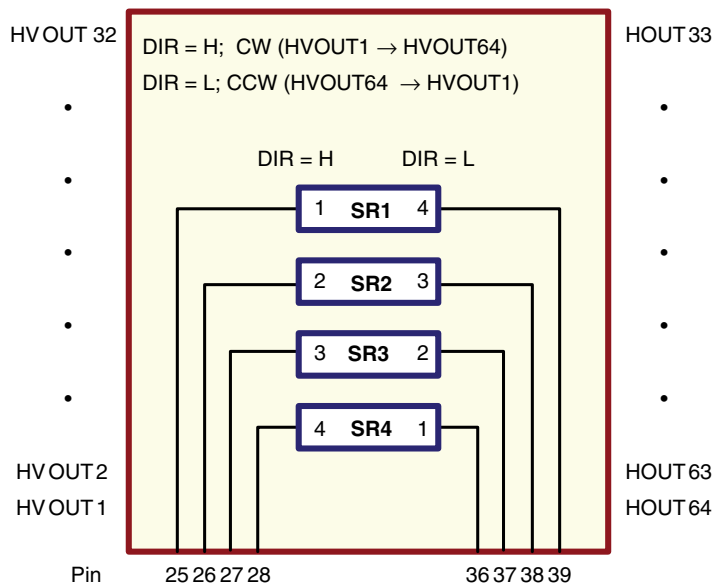 HV OUT 32
HOUT 33
DIR = H; CW (HVOUT1 → HVOUT64)
DIR = L; CCW (HVOUT64 → HVOUT1)
DIR = H DIR = L
1 SR1 4
2 SR2 3
3 SR3 2
4 SR4 1
HV OUT 2
HV OUT 1
HOUT 63
HOUT 64
Pin 25 26 27 28 36 37 38 39